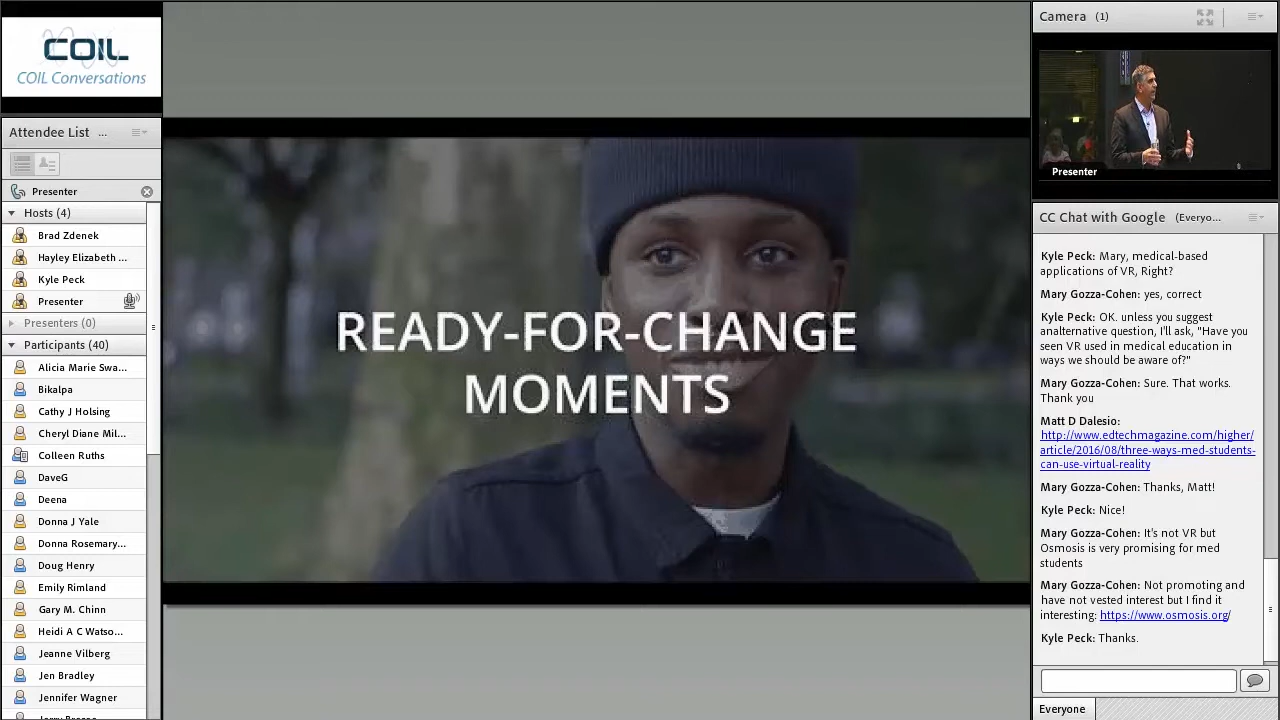 COIL
COIL Conversations
Attendee List ...
Presenter
Hosts (4)
Brad Zdenek
Hayley Elizabeth ...
Kyle Peck
Presenter
Presenters (0)
Participants (40)
Alicia Marie Swa...
Bikalpa
Cathy J Holsing
Cheryl Diane Mil...
Colleen Ruths
DaveG
Deena
Donna J Yale
Donna Rosemary...
Doug Henry
Emily Rimland
Gary M. Chinn
Heidi A C Watso...
Jeanne Vilberg
Jen Bradley
Jennifer Wagner
READY-FOR-CHANGE
MOMENTS
Camera (1)
Presenter
CC Chat with Google (Everyo...
Kyle Peck: Mary, medical-based
applications of VR, Right?
Mary Gozza-Cohen: yes, correct
Kyle Peck: OK. unless you suggest
analternative question, I'll ask, "Have you
seen VR used in medical education in
ways we should be aware of?"
Mary Gozza-Cohen: Sure. That works.
Thank you
Matt D Dalesio:
http://www.edtechmagazine.com/higher/
article/2016/08/three-ways-med-students-
can-use-virtual-reality
Mary Gozza-Cohen: Thanks, Matt!
Kyle Peck: Nice!
Mary Gozza-Cohen: It's not VR but
Osmosis is very promising for med
students
Mary Gozza-Cohen: Not promoting and
have not vested interest but I find it
interesting: https://www.osmosis.org/
Kyle Peck: Thanks.
Everyone